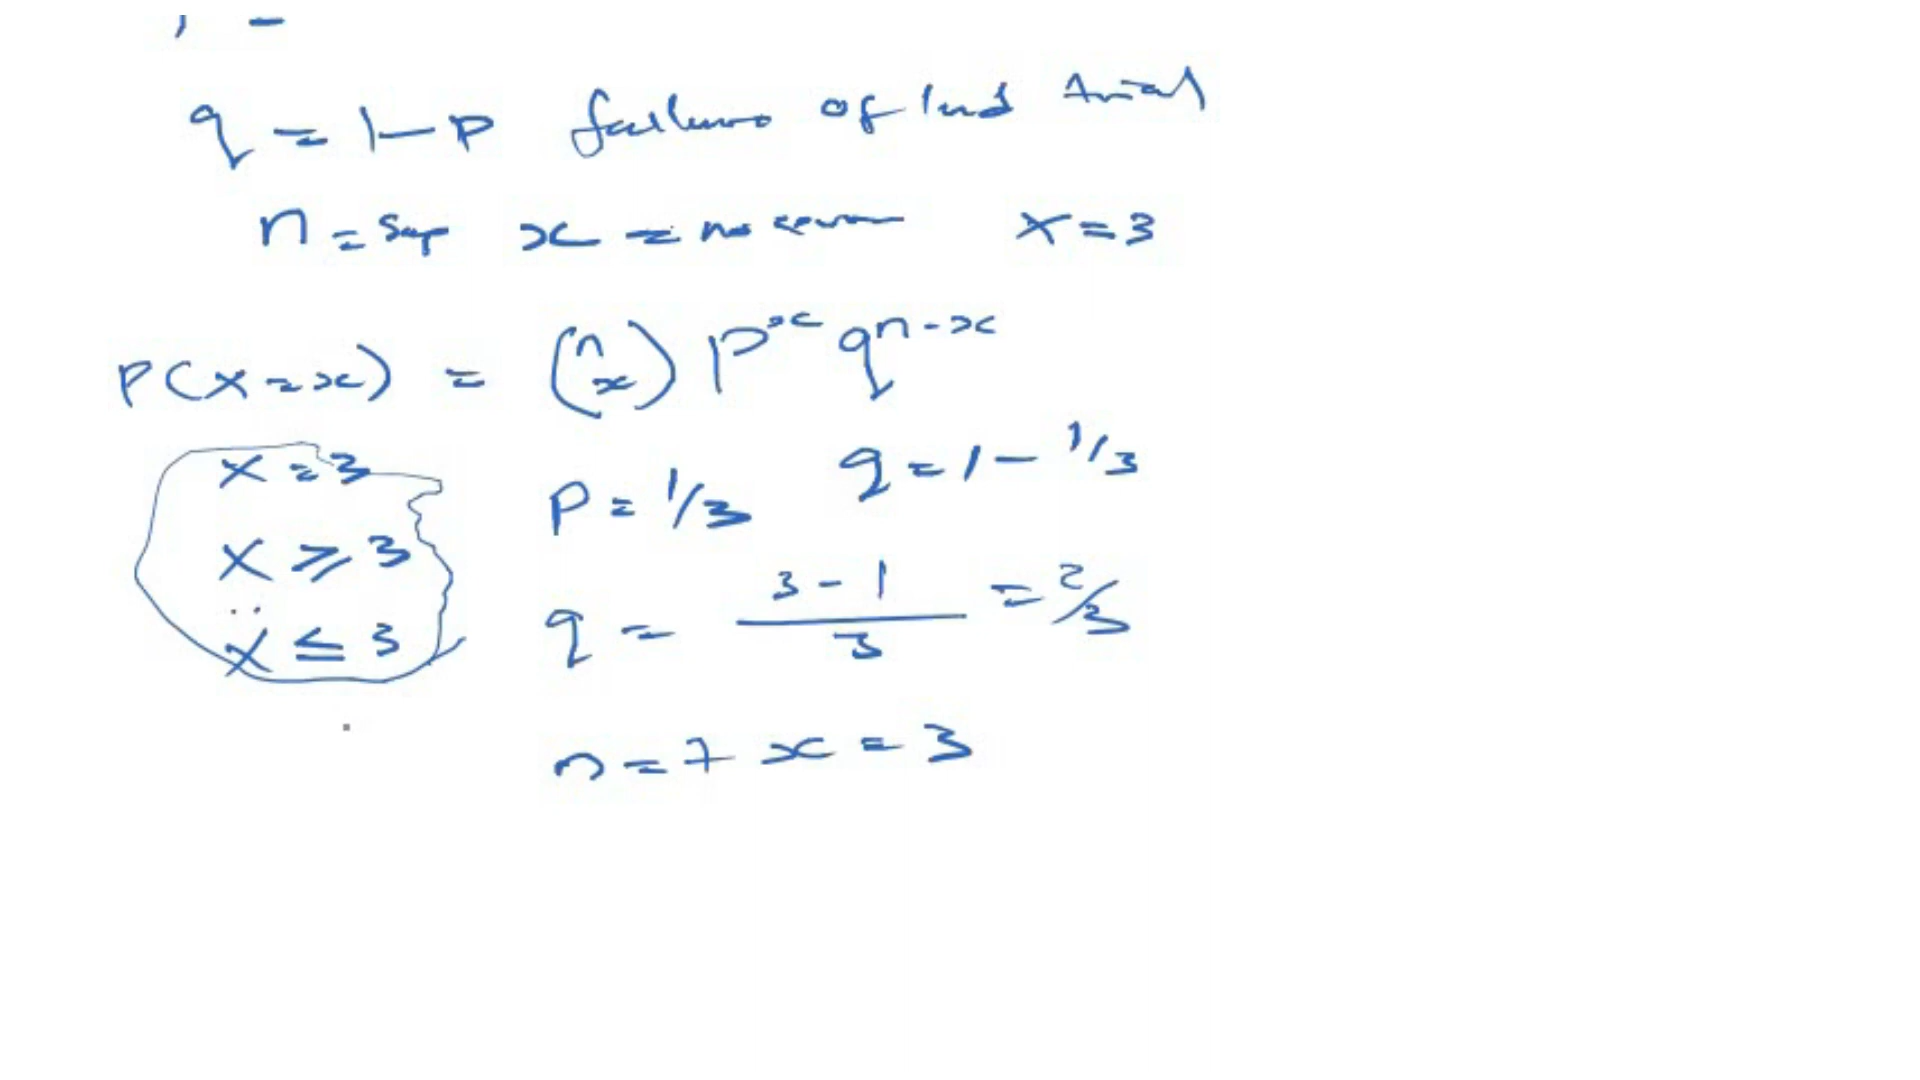 q = 1 - p failure of Ind trial
n = x = no X = 3
P(X = x) = (n x) p^x q^n-x
X = 3
X ≥ 3
X ≤ 3
P = 1/3 q = 1 - 1/3
q = 3 - 1 / 3 = 2/3
n = 7 x = 3